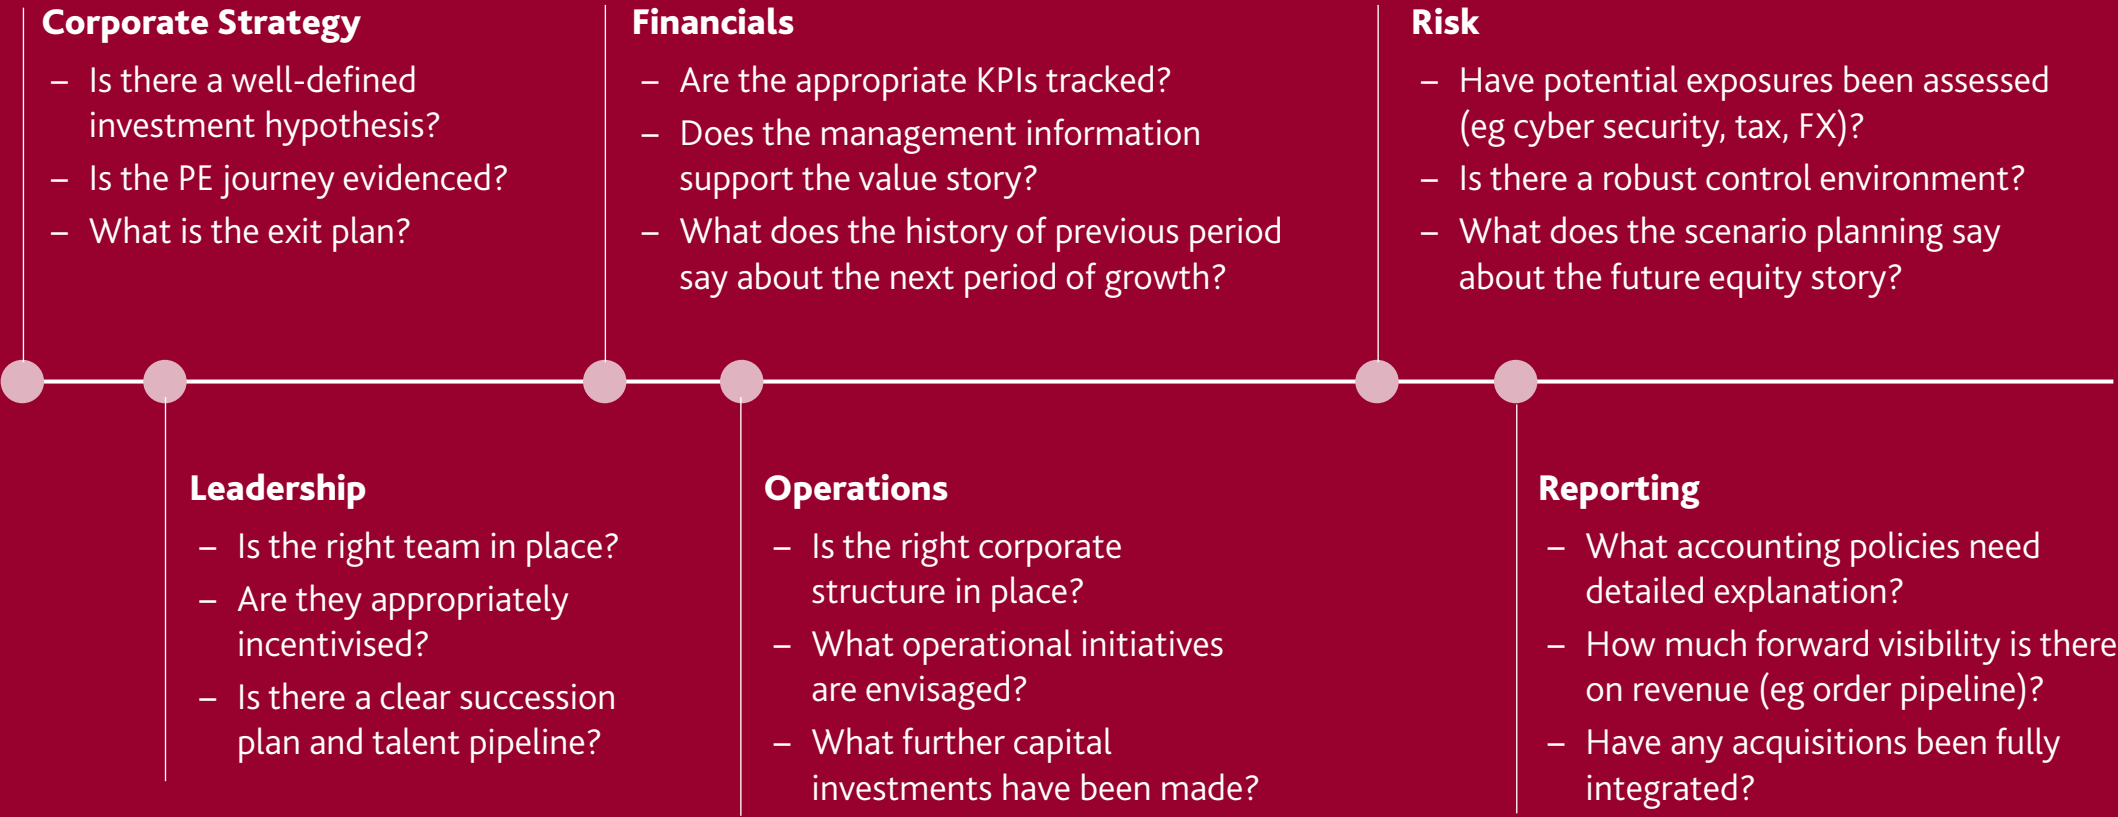 Corporate Strategy
– Is there a well-defined
investment hypothesis?
– Is the PE journey evidenced?
– What is the exit plan?
Financials
– Are the appropriate KPIs tracked?
– Does the management information
support the value story?
– What does the history of previous period
say about the next period of growth?
Risk
– Have potential exposures been assessed
(eg cyber security, tax, FX)?
– Is there a robust control environment?
– What does the scenario planning say
about the future equity story?
Leadership
– Is the right team in place?
– Are they appropriately
incentivised?
– Is there a clear succession
plan and talent pipeline?
Operations
– Is the right corporate
structure in place?
– What operational initiatives
are envisaged?
– What further capital
investments have been made?
Reporting
– What accounting policies need
detailed explanation?
– How much forward visibility is there
on revenue (eg order pipeline)?
– Have any acquisitions been fully
integrated?